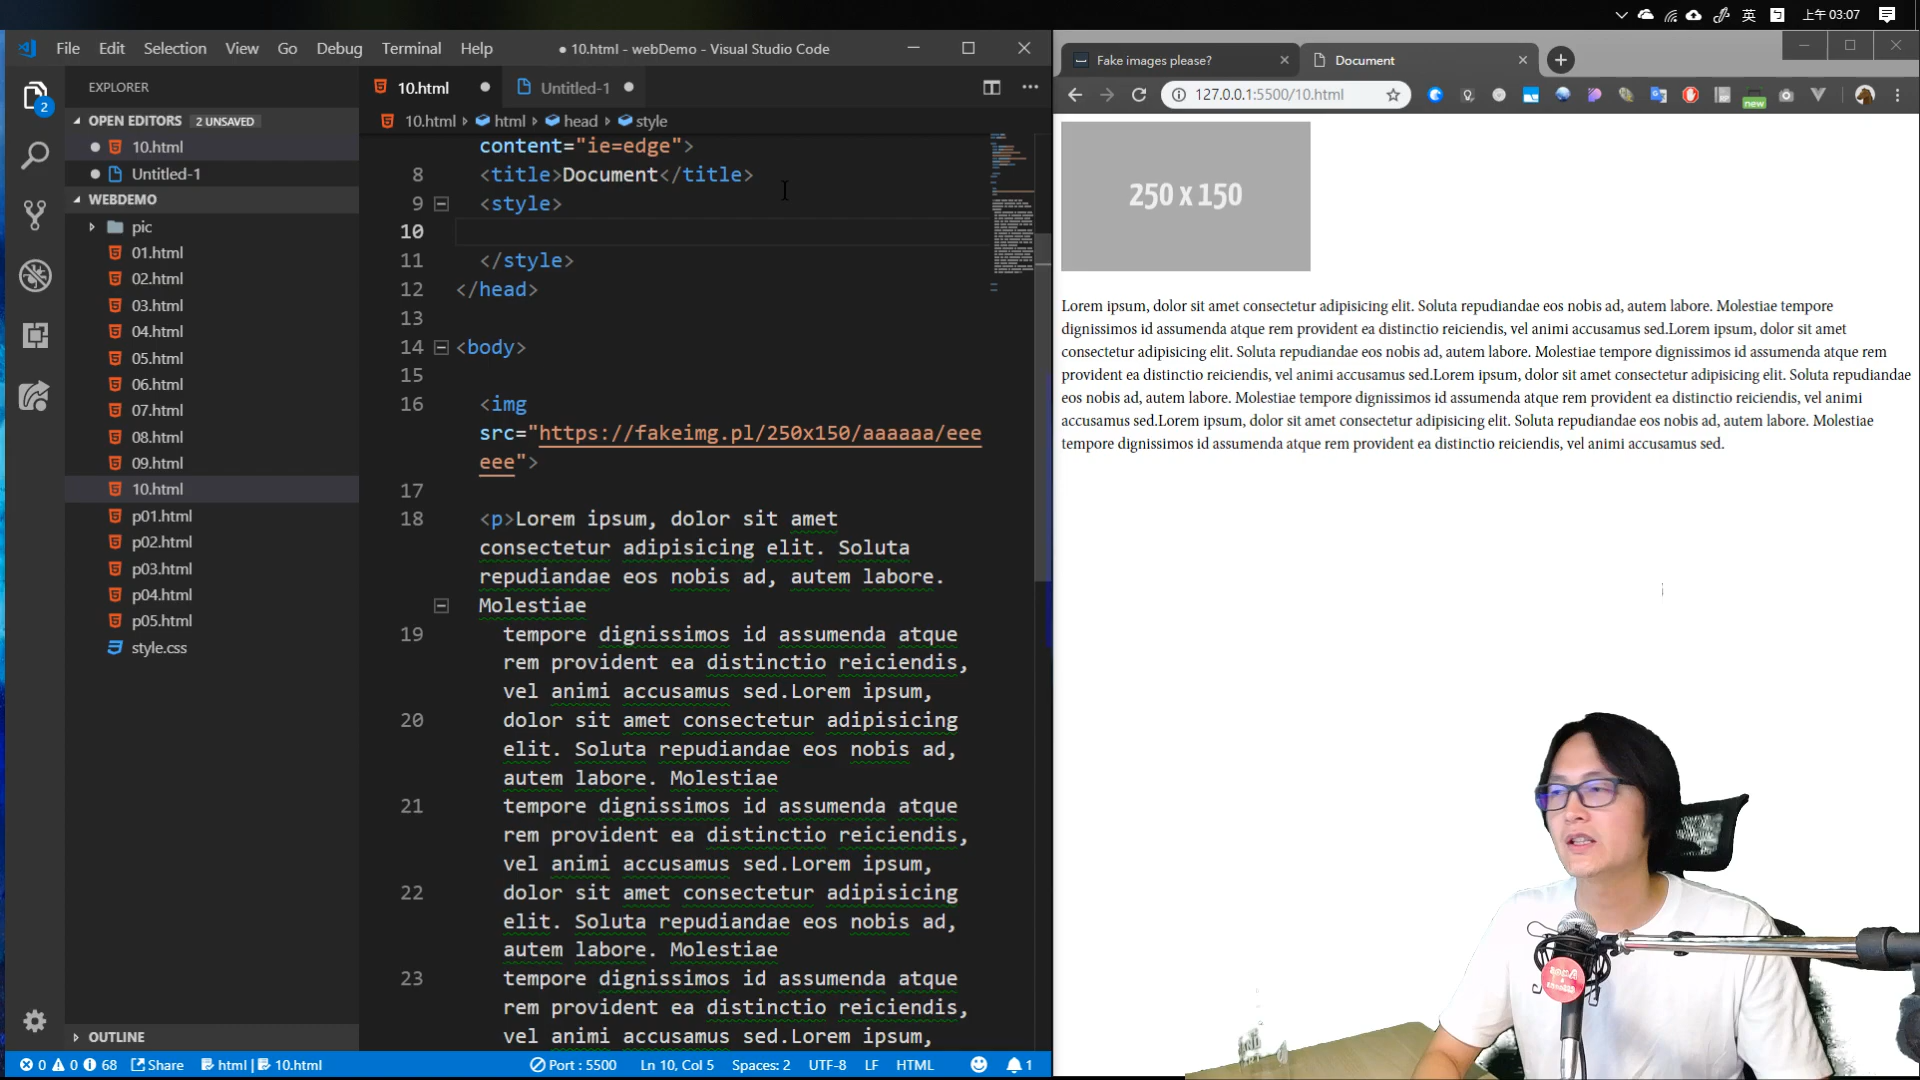 英 上午 03:07
File Edit Selection View Go Debug Terminal Help ● 10.html - webDemo - Visual Studio Code
EXPLORER
OPEN EDITORS 2 UNSAVED
10.html
Untitled-1
WEBDEMO
pic
01.html
02.html
03.html
04.html
05.html
06.html
07.html
08.html
09.html
10.html
p01.html
p02.html
p03.html
p04.html
p05.html
style.css
OUTLINE
2
10.html ● Untitled-1 ●
10.html html head style
content="ie=edge">
8 <title>Document</title>
9 <style>
10
11 </style>
12 </head>
13
14 <body>
15
16 <img
src="https://fakeimg.pl/250x150/aaaaaa/eee
eee">
17
18 <p>Lorem ipsum, dolor sit amet
consectetur adipisicing elit. Soluta
repudiandae eos nobis ad, autem labore.
Molestiae
19 tempore dignissimos id assumenda atque
rem provident ea distinctio reiciendis,
vel animi accusamus sed.Lorem ipsum,
20 dolor sit amet consectetur adipisicing
elit. Soluta repudiandae eos nobis ad,
autem labore. Molestiae
21 tempore dignissimos id assumenda atque
rem provident ea distinctio reiciendis,
vel animi accusamus sed.Lorem ipsum,
22 dolor sit amet consectetur adipisicing
elit. Soluta repudiandae eos nobis ad,
autem labore. Molestiae
23 tempore dignissimos id assumenda atque
rem provident ea distinctio reiciendis,
vel animi accusamus sed.Lorem ipsum,
0 0 68 Share html | 10.html Port : 5500 Ln 10, Col 5 Spaces: 2 UTF-8 LF HTML 1
Fake images please? Document
127.0.0.1:5500/10.html
new
250 x 150
Lorem ipsum, dolor sit amet consectetur adipisicing elit. Soluta repudiandae eos nobis ad, autem labore. Molestiae tempore
dignissimos id assumenda atque rem provident ea distinctio reiciendis, vel animi accusamus sed.Lorem ipsum, dolor sit amet
consectetur adipisicing elit. Soluta repudiandae eos nobis ad, autem labore. Molestiae tempore dignissimos id assumenda atque rem
provident ea distinctio reiciendis, vel animi accusamus sed.Lorem ipsum, dolor sit amet consectetur adipisicing elit. Soluta repudiandae
eos nobis ad, autem labore. Molestiae tempore dignissimos id assumenda atque rem provident ea distinctio reiciendis, vel animi
accusamus sed.Lorem ipsum, dolor sit amet consectetur adipisicing elit. Soluta repudiandae eos nobis ad, autem labore. Molestiae
tempore dignissimos id assumenda atque rem provident ea distinctio reiciendis, vel animi accusamus sed.